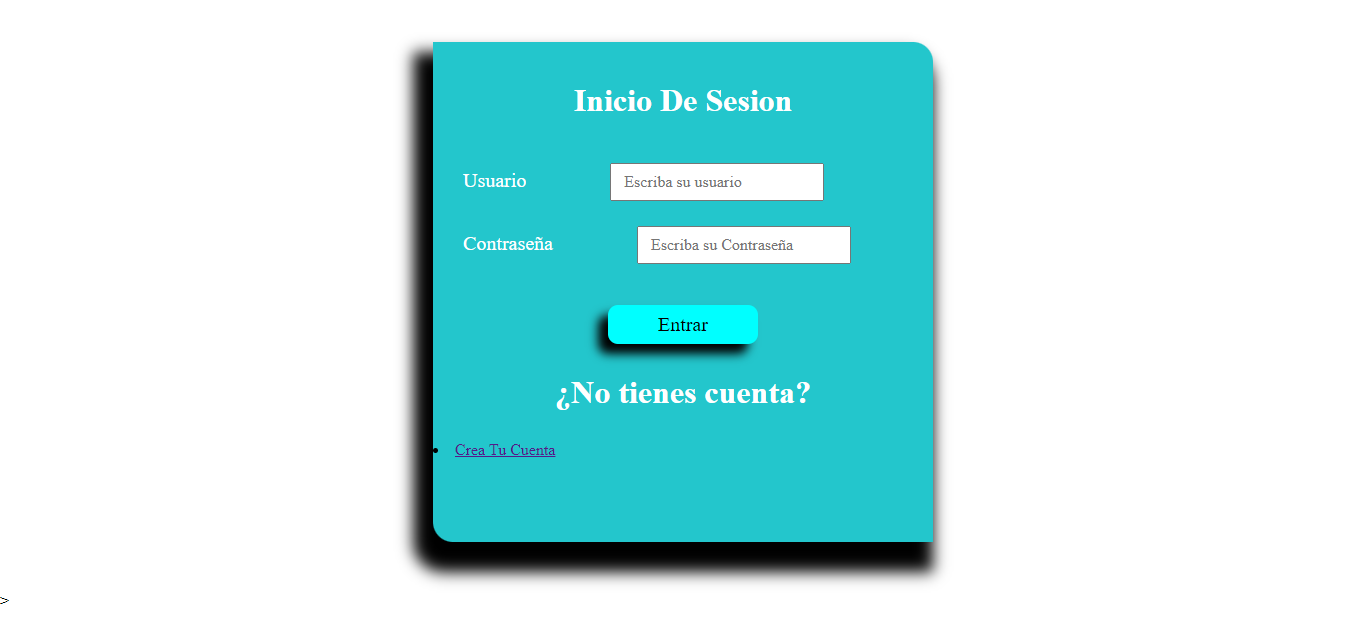 Inicio De Sesion
Usuario Escriba su usuario
Contraseña Escriba su Contraseña
Entrar
¿No tienes cuenta?
Crea Tu Cuenta
>